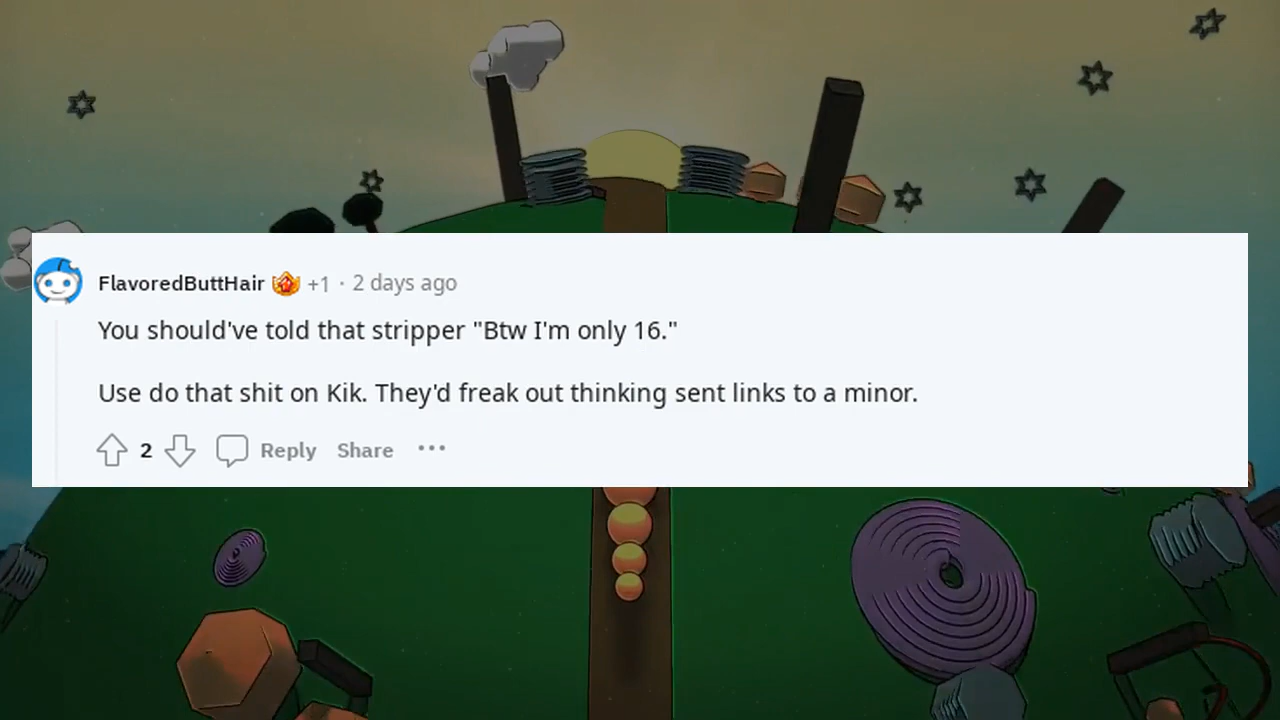 FlavoredButtHair +1 · 2 days ago
You should've told that stripper "Btw I'm only 16."
Use do that shit on Kik. They'd freak out thinking sent links to a minor.
2 Reply Share ···